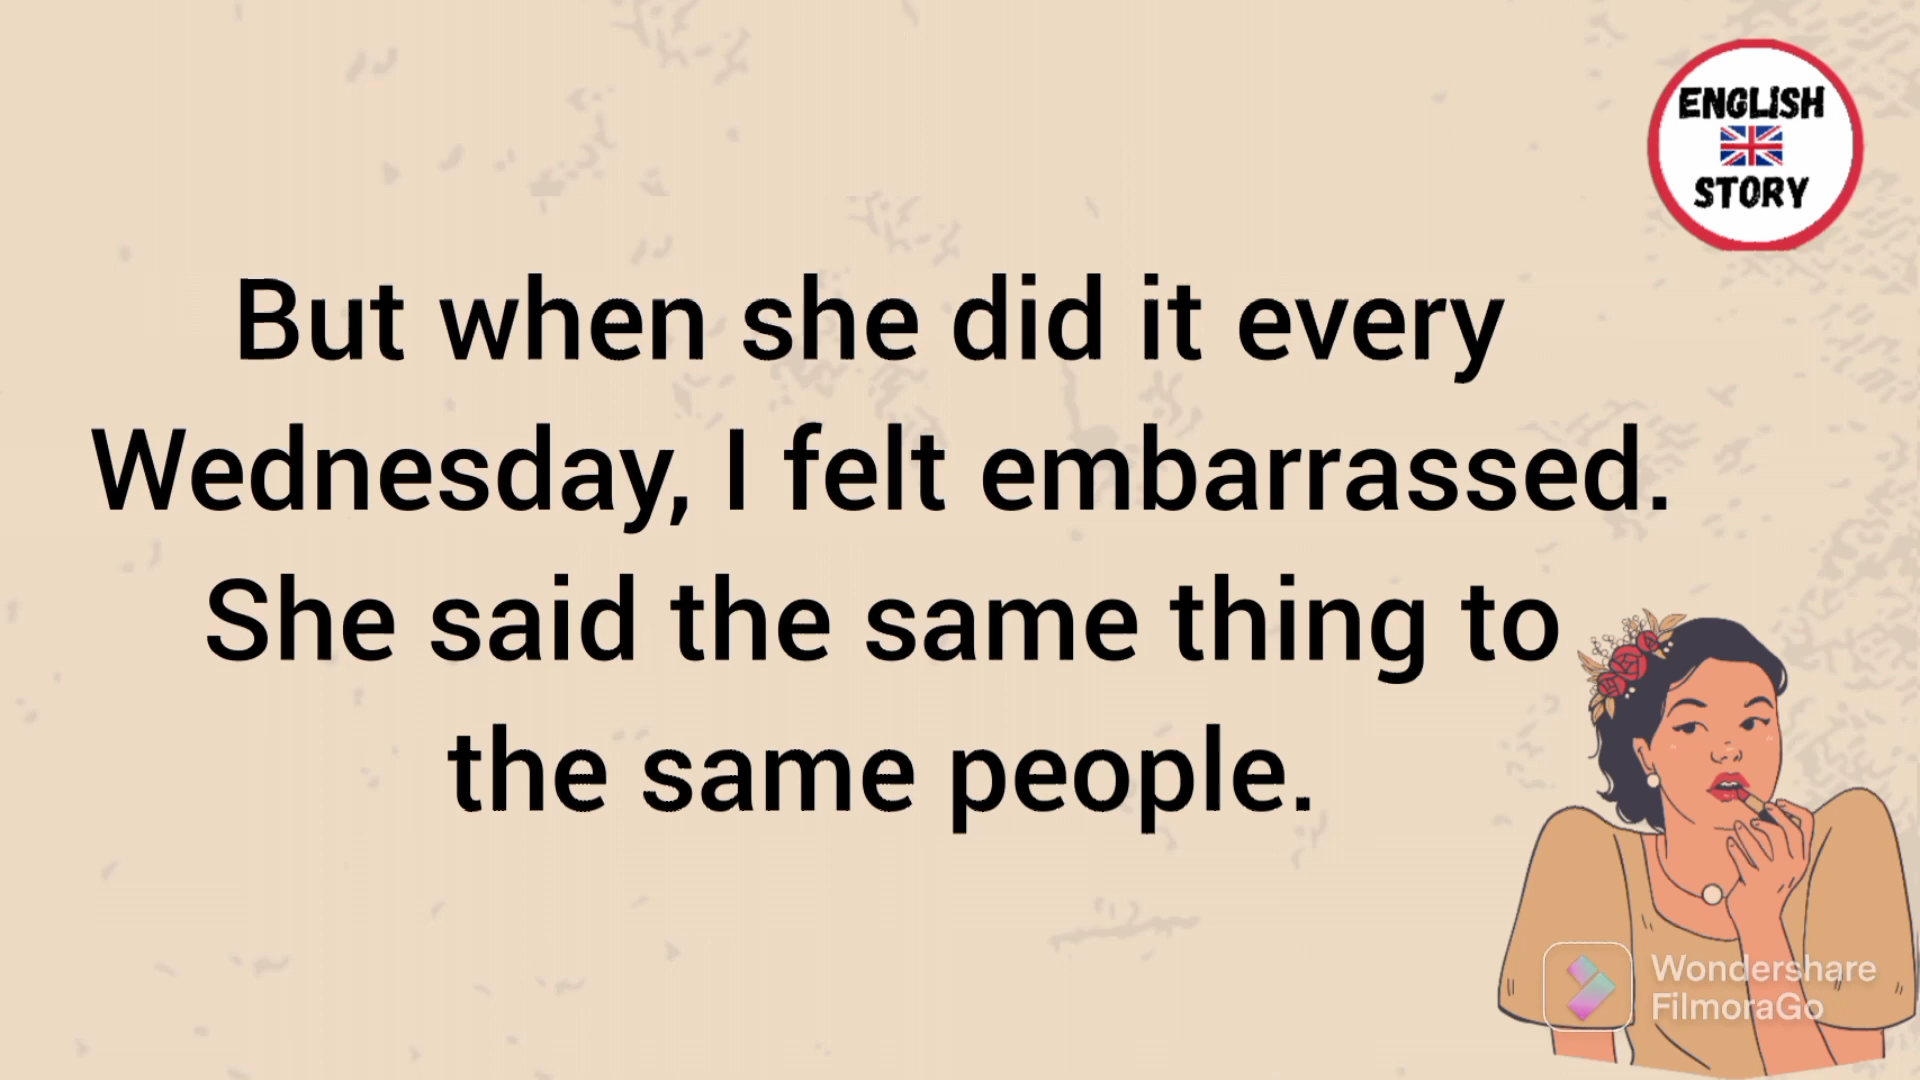 ENGLISH
STORY
But when she did it every
Wednesday, I felt embarrassed.
She said the same thing to
the same people.
Wondershare
FilmoraGo